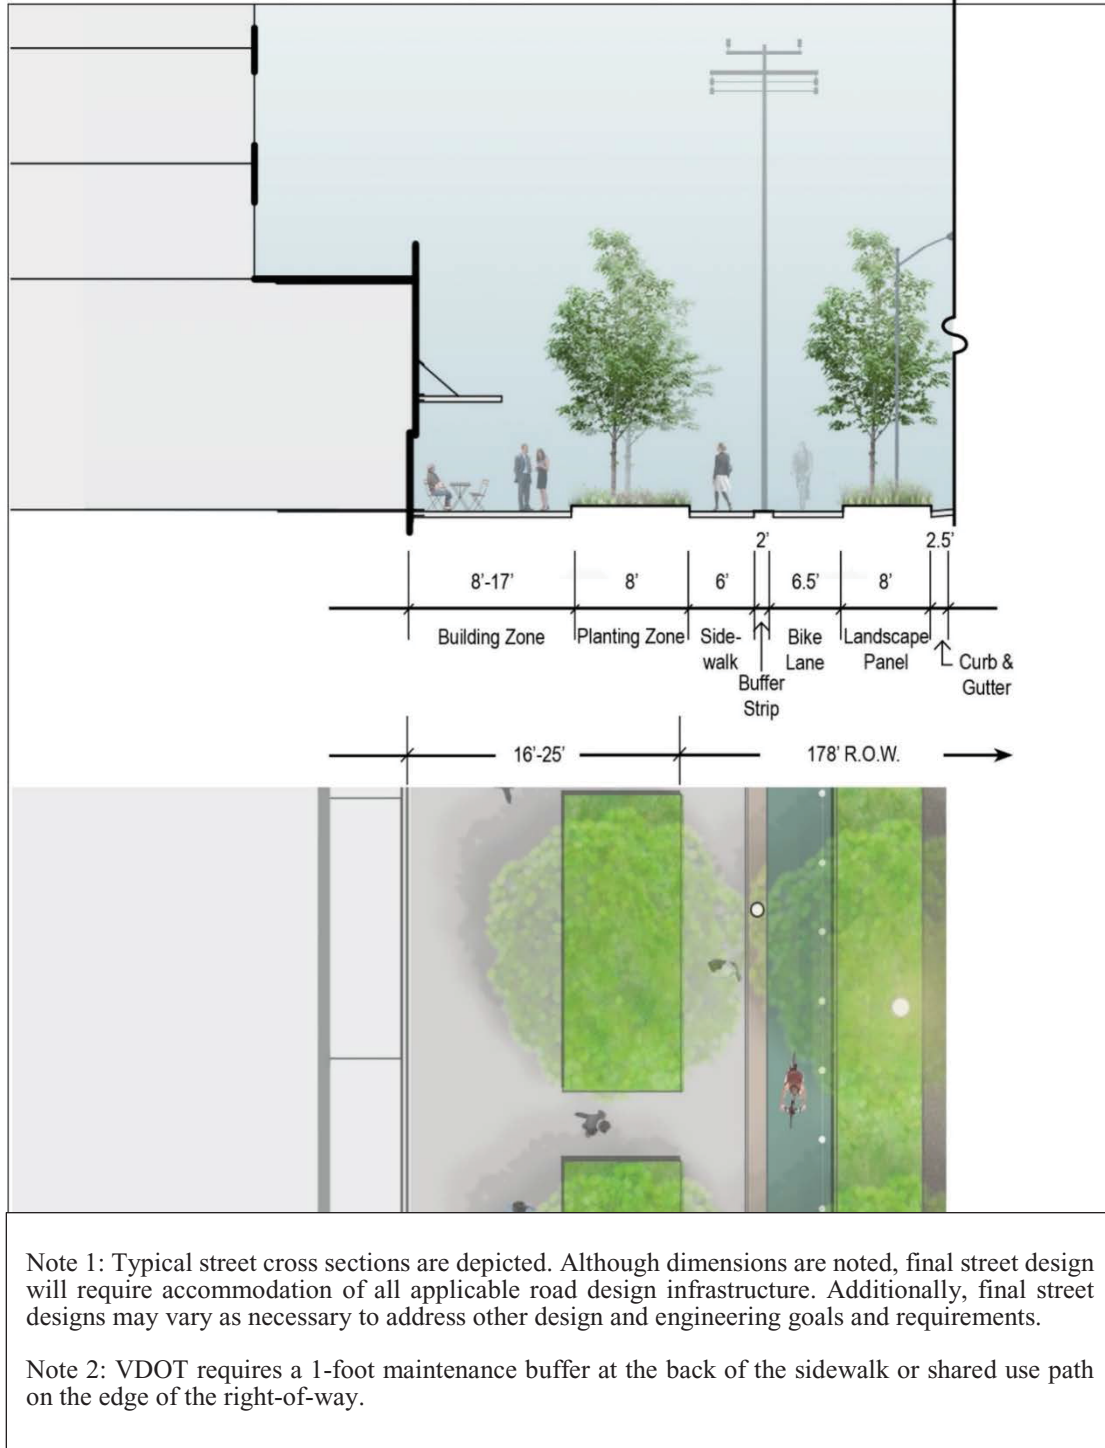 2' 2.5'
8'-17' 8' 6' 6.5' 8'
Building Zone Planting Zone Side- Bike Landscape
walk Lane Panel Curb &
Buffer Gutter
Strip
16'-25' 178' R.O.W.
Note 1: Typical street cross sections are depicted. Although dimensions are noted, final street design
will require accommodation of all applicable road design infrastructure. Additionally, final street
designs may vary as necessary to address other design and engineering goals and requirements.
Note 2: VDOT requires a 1-foot maintenance buffer at the back of the sidewalk or shared use path
on the edge of the right-of-way.